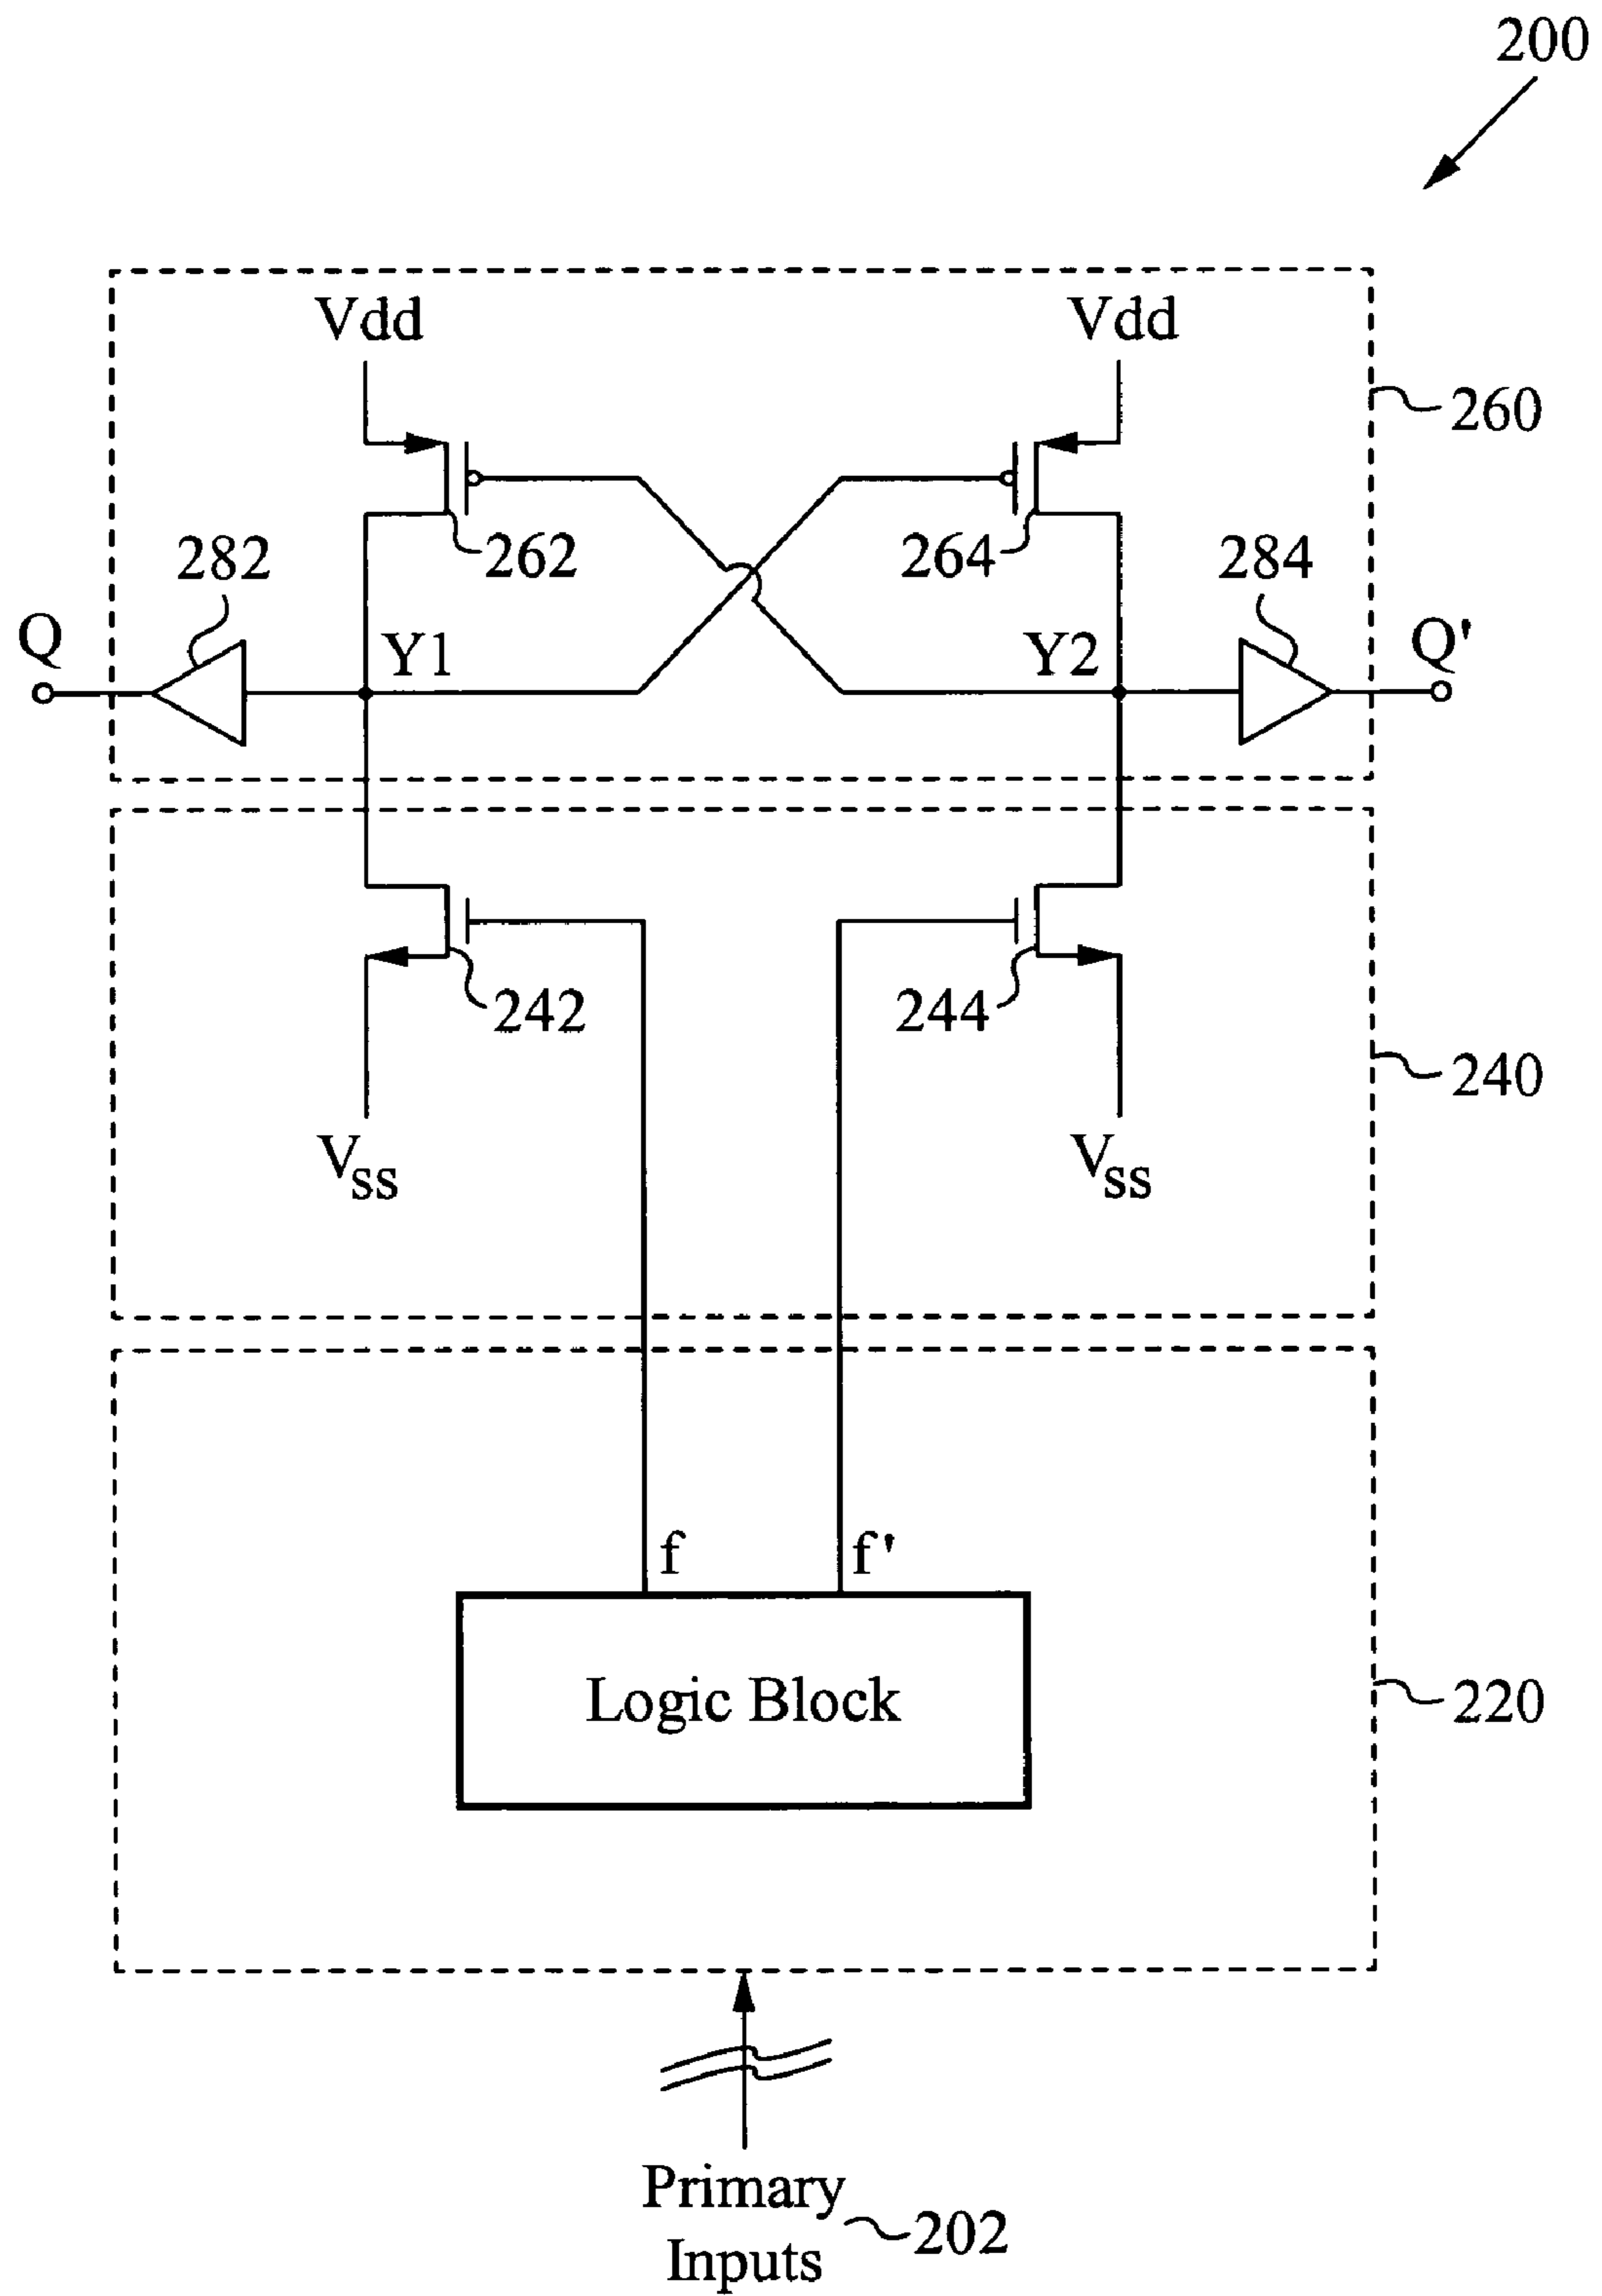 200
Vdd
Vdd
260
262
264
282
284
Q
Y1
Y2
Q'
242
244
240
Vss
Vss
f
f'
Logic Block
220
Primary
Inputs
202